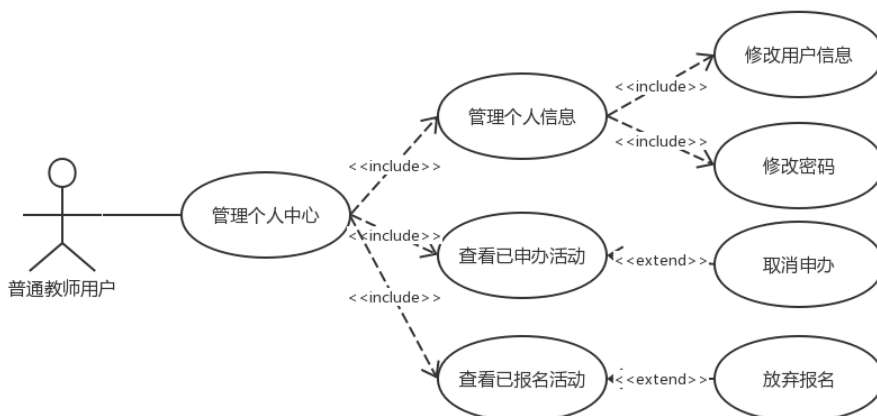 修改用户信息
<<include>>
管理个人信息
<<include>>
修改密码
<<include>>
管理个人中心
<<include>>
查看已申办活动
<<extend>>
取消申办
普通教师用户
<<include>>
查看已报名活动
<<extend>>
放弃报名